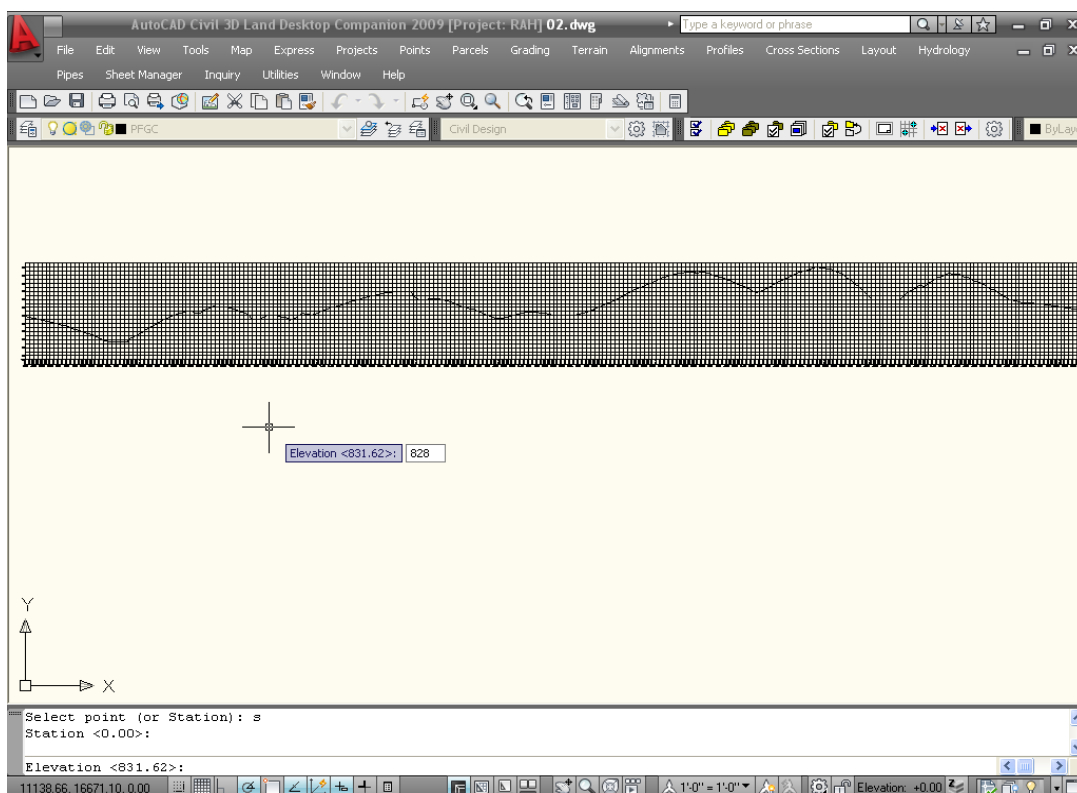 AutoCAD Civil 3D Land Desktop Companion 2009 [Project: RAH] 02.dwg Type a keyword or phrase
File Edit View Tools Map Express Projects Points Parcels Grading Terrain Alignments Profiles Cross Sections Layout Hydrology
Pipes Sheet Manager Inquiry Utilities Window Help
PFGC Civil Design ByLay
Elevation <831.62>: 828
Y
X
Select point (or Station): s
Station <0.00>:
Elevation <831.62>:
11138.66, 16671.10, 0.00 1'-0" = 1'-0" Elevation: +0.00